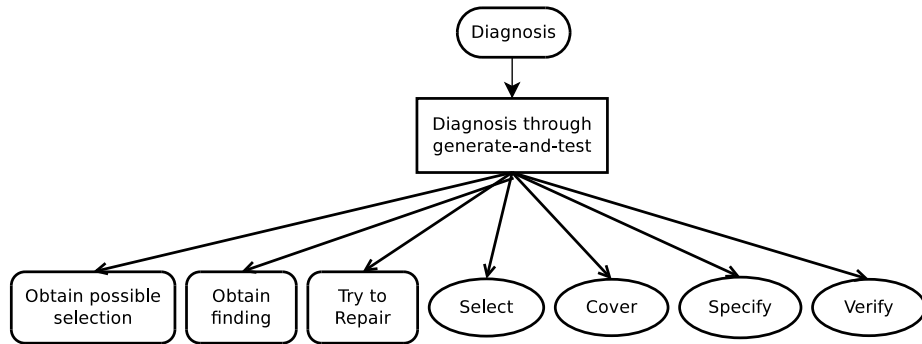 Diagnosis
Diagnosis through
generate-and-test
Obtain possible
selection
Obtain
finding
Try to
Repair
Select
Cover
Specify
Verify